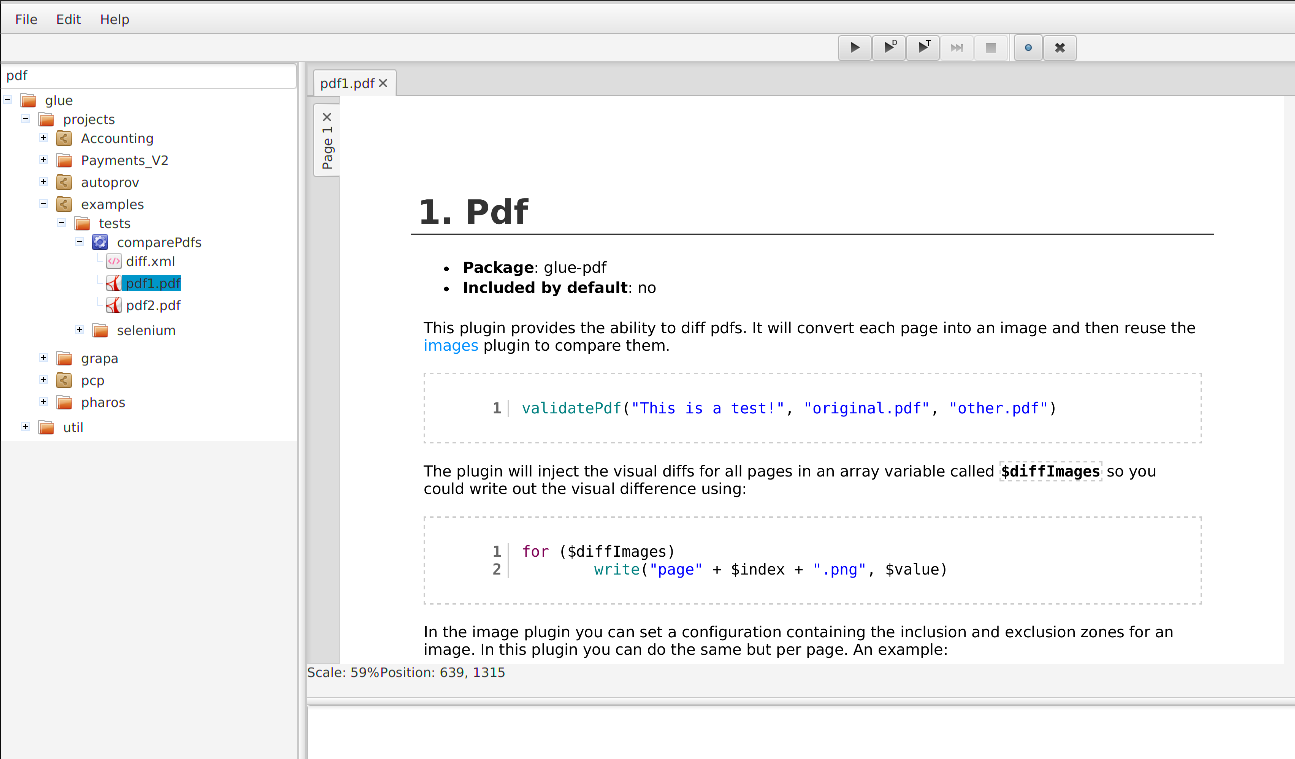 File Edit Help
D T
pdf
glue
projects
Accounting
Payments_V2
autoprov
examples
tests
comparePdfs
diff.xml
pdf1.pdf
pdf2.pdf
selenium
grapa
pcp
pharos
util
pdf1.pdf
Page 1
1. Pdf
• Package: glue-pdf
• Included by default: no
This plugin provides the ability to diff pdfs. It will convert each page into an image and then reuse the
images plugin to compare them.
1 validatePdf("This is a test!", "original.pdf", "other.pdf")
The plugin will inject the visual diffs for all pages in an array variable called $diffImages so you
could write out the visual difference using:
1 for ($diffImages)
2 write("page" + $index + ".png", $value)
In the image plugin you can set a configuration containing the inclusion and exclusion zones for an
image. In this plugin you can do the same but per page. An example:
Scale: 59%Position: 639, 1315